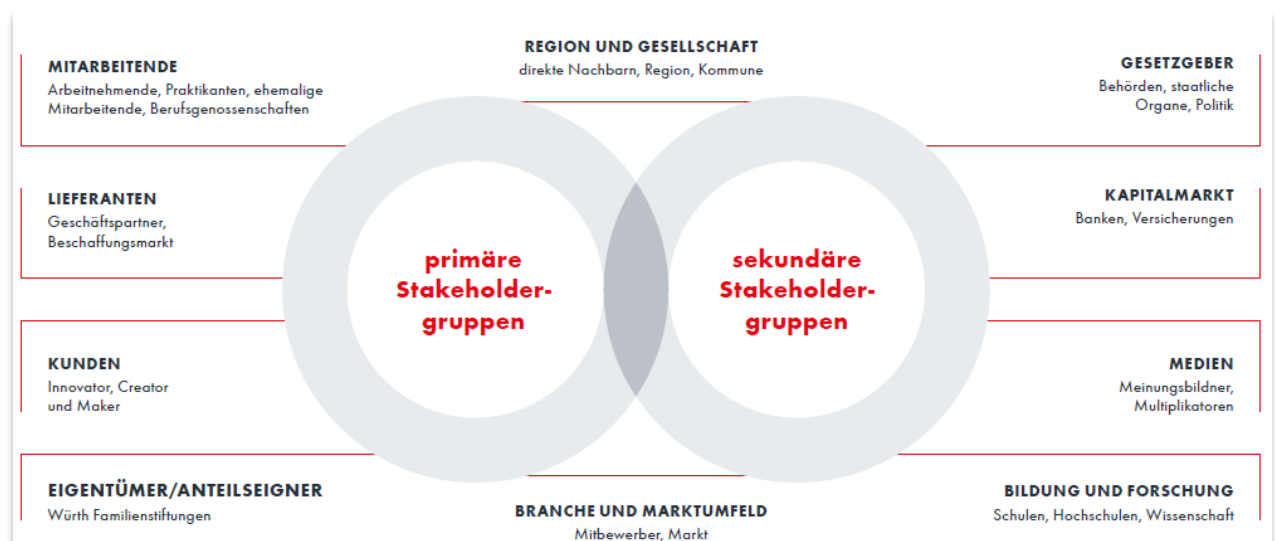 MITARBEITENDE
Arbeitnehmende, Praktikanten, ehemalige
Mitarbeitende, Berufsgenossenschaften
LIEFERANTEN
Geschäftspartner,
Beschaffungsmarkt
KUNDEN
Innovator, Creator
und Maker
EIGENTÜMER/ANTEILSEIGNER
Würth Familienstiftungen
REGION UND GESELLSCHAFT
direkte Nachbarn, Region, Kommune
primäre
Stakeholder-
gruppen
sekundäre
Stakeholder-
gruppen
BRANCHE UND MARKTUMFELD
Mitbewerber, Markt
GESETZGEBER
Behörden, staatliche
Organe, Politik
KAPITALMARKT
Banken, Versicherungen
MEDIEN
Meinungsbildner,
Multiplikatoren
BILDUNG UND FORSCHUNG
Schulen, Hochschulen, Wissenschaft